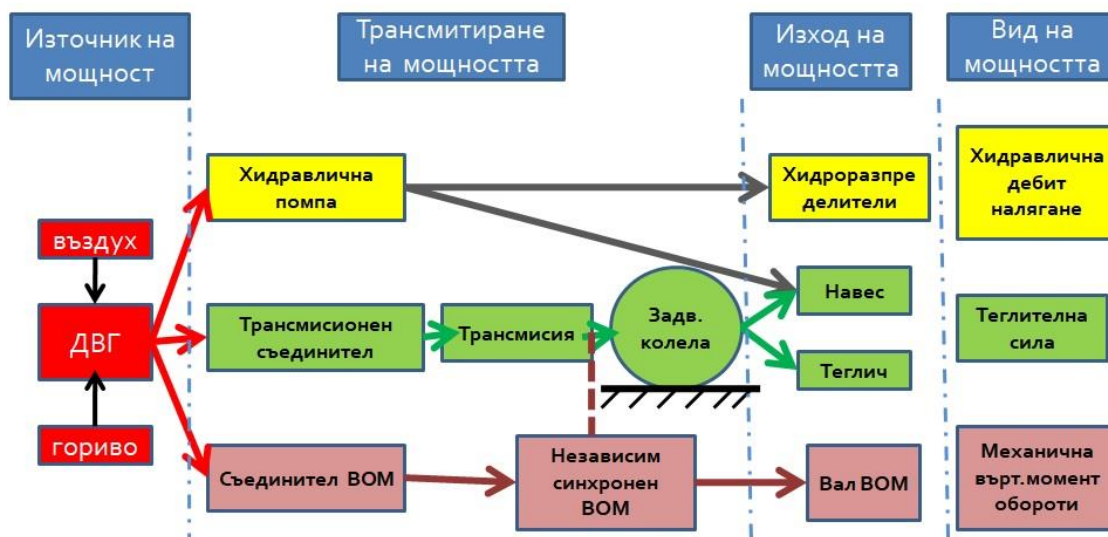 Източник на
мощност
Трансмитиране
на мощността
Изход на
мощността
Вид на
мощността
Хидравлична
помпа
Хидроразпре
делители
Хидравлична
дебит
налягане
въздух
ДВГ
гориво
Трансмисионен
съединител
Трансмисия
Задв.
колела
Навес
Теглич
Теглителна
сила
Съединител ВОМ
Независим
синхронен
ВОМ
Вал ВОМ
Механична
върт.момент
обороти